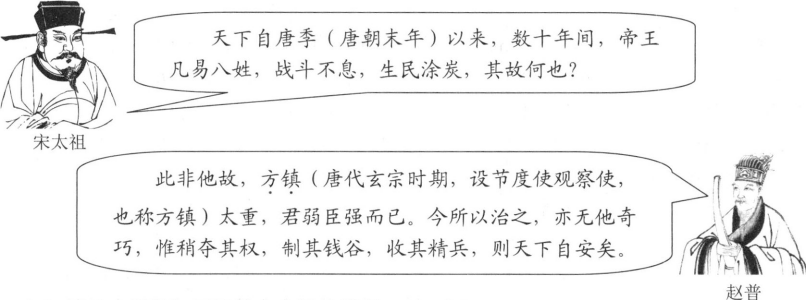 天下自唐季（唐朝末年）以来，数十年间，帝王
凡易八姓，战斗不息，生民涂炭，其故何也？
宋太祖
此非他故，方镇（唐代玄宗时期，设节度使观察使，
也称方镇）太重，君弱臣强而已。今所以治之，亦无他奇
巧，惟稍夺其权，制其钱谷，收其精兵，则天下自安矣。
赵普